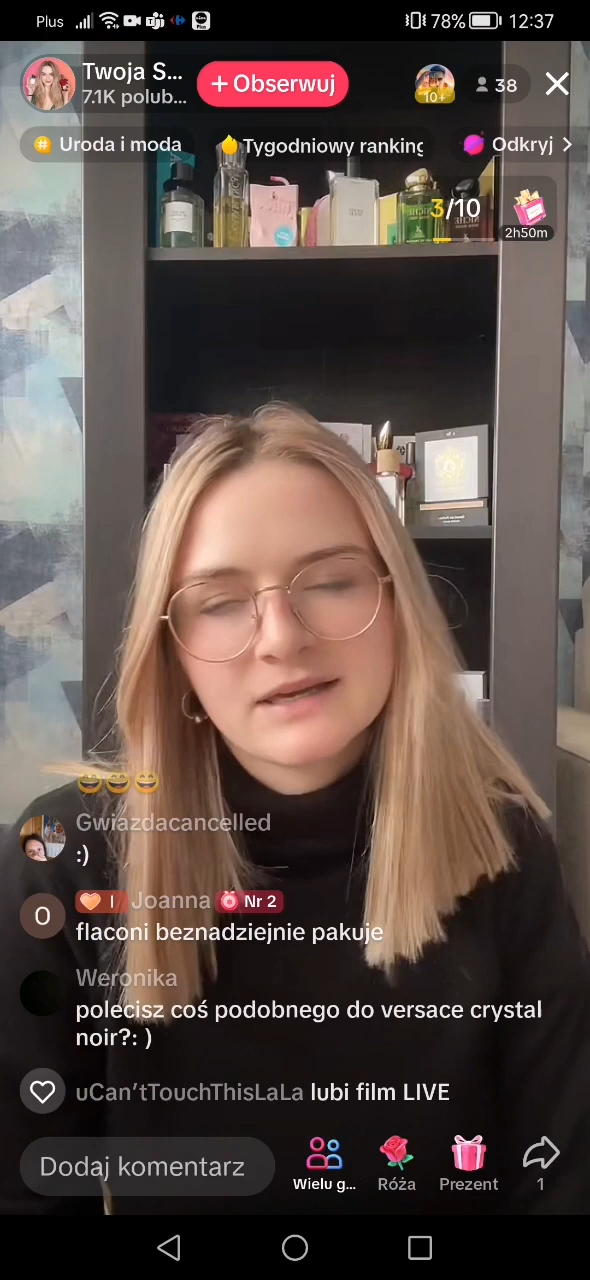 Plus
78%
12:37
Twoja S...
7.1K polub...
+ Obserwuj
10+
38
Uroda i moda
Tygodniowy ranking
Odkryj
3/10
2h50m
Gwiazdacancelled
:)
I Joanna Nr 2
O
flaconi beznadziejnie pakuje
Weronika
polecisz coś podobnego do versace crystal
noir?: )
uCan'tTouchThisLaLa lubi film LIVE
Dodaj komentarz
Wielu g...
Róża
Prezent
1